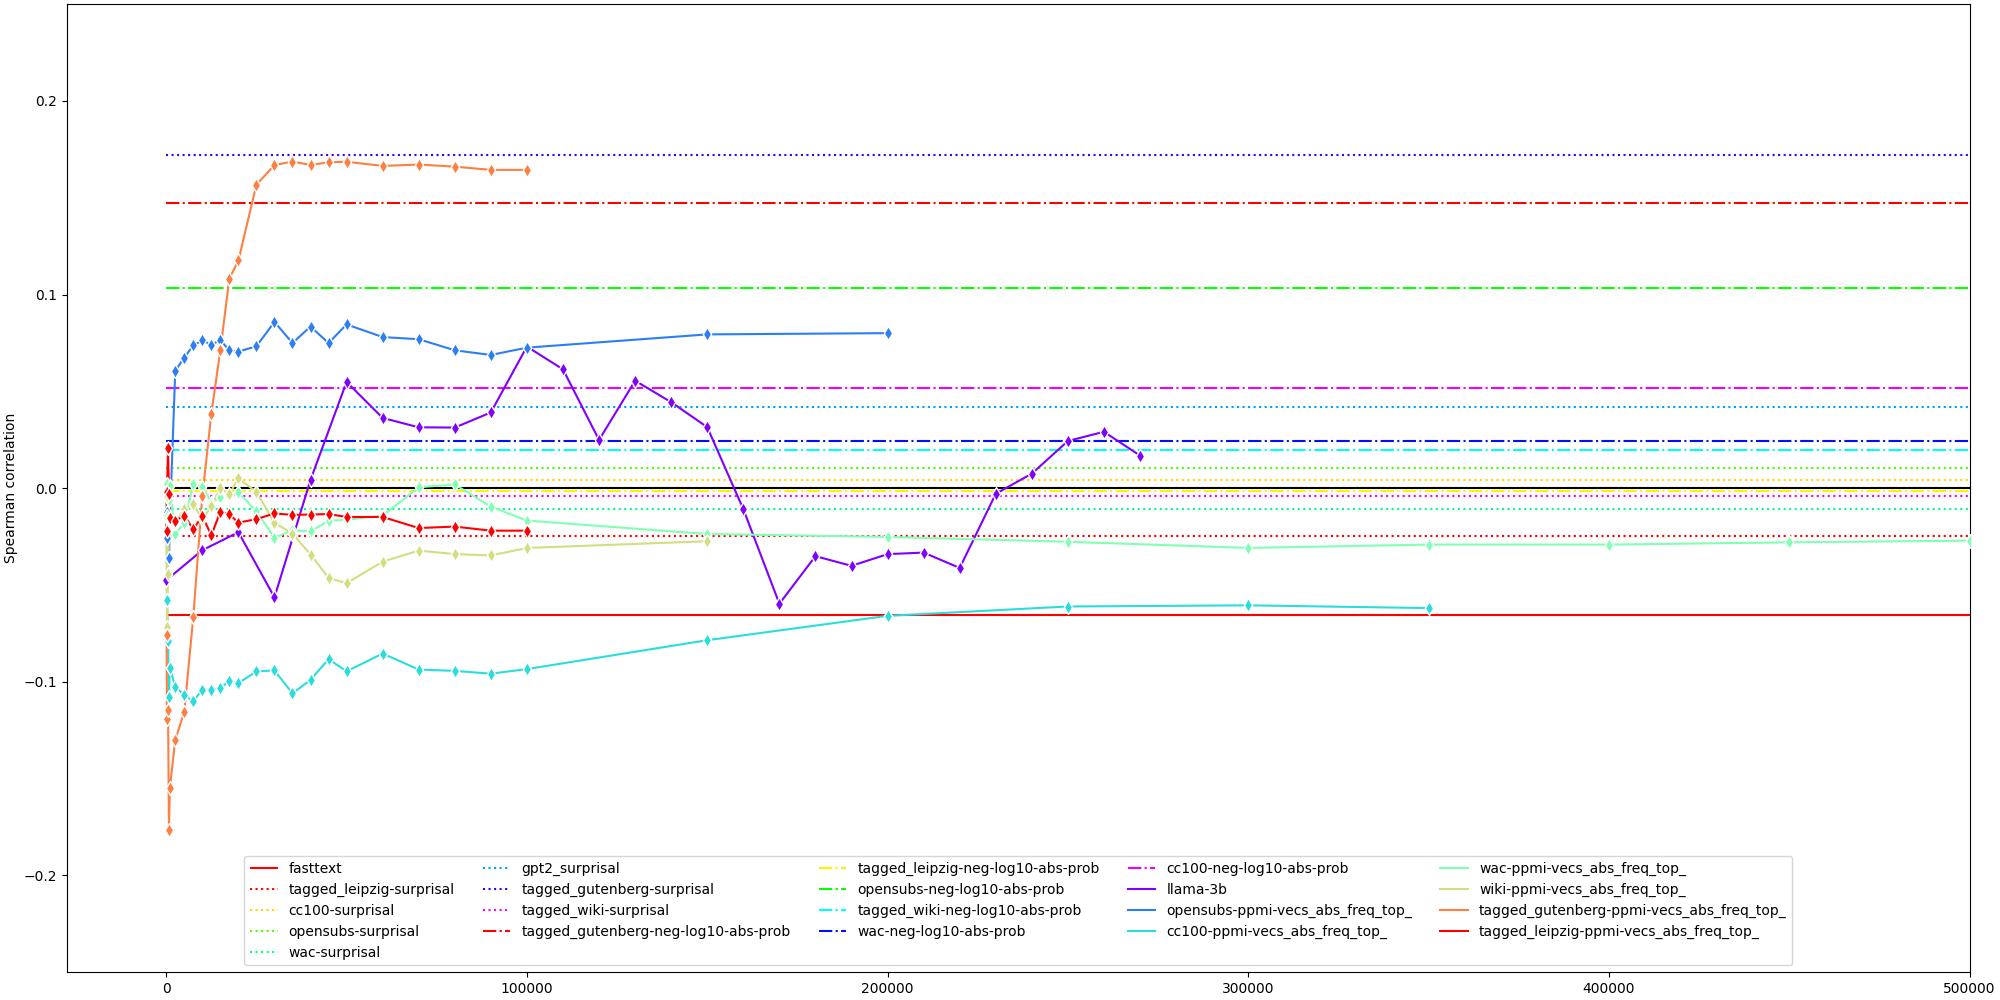 Spearman correlation
0.2
0.1
0.0
−0.1
−0.2
0
100000
200000
300000
400000
500000
fasttext
tagged_leipzig-surprisal
cc100-surprisal
opensubs-surprisal
wac-surprisal
gpt2_surprisal
tagged_gutenberg-surprisal
tagged_wiki-surprisal
tagged_gutenberg-neg-log10-abs-prob
tagged_leipzig-neg-log10-abs-prob
opensubs-neg-log10-abs-prob
tagged_wiki-neg-log10-abs-prob
wac-neg-log10-abs-prob
cc100-neg-log10-abs-prob
llama-3b
opensubs-ppmi-vecs_abs_freq_top_
cc100-ppmi-vecs_abs_freq_top_
wac-ppmi-vecs_abs_freq_top_
wiki-ppmi-vecs_abs_freq_top_
tagged_gutenberg-ppmi-vecs_abs_freq_top_
tagged_leipzig-ppmi-vecs_abs_freq_top_